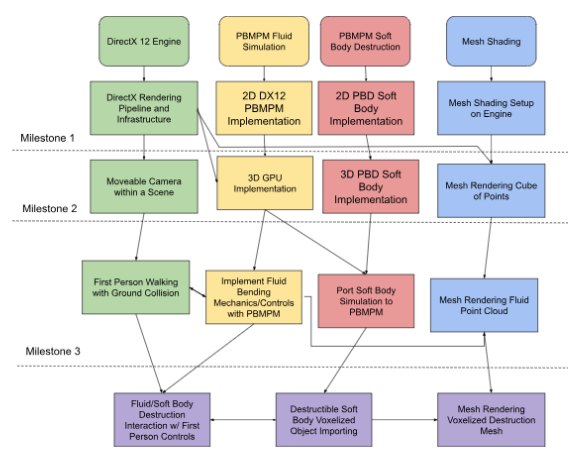 DirectX 12 Engine
PBMPM Fluid
Simulation
PBMPM Soft
Body Destruction
Mesh Shading
DirectX Rendering
Pipeline and
Infrastructure
2D DX12
PBMPM
Implementation
2D PBD Soft
Body
Implementation
Mesh Shading Setup
on Engine
Milestone 1
Moveable Camera
within a Scene
3D GPU
Implementation
3D PBD Soft
Body
Implementation
Mesh Rendering Cube
of Points
Milestone 2
First Person Walking
with Ground Collision
Implement Fluid
Bending
Mechanics/Controls
with PBMPM
Port Soft Body
Simulation to
PBMPM
Mesh Rendering Fluid
Point Cloud
Milestone 3
Fluid/Soft Body
Destruction
Interaction w/ First
Person Controls
Destructible Soft
Body Voxelized
Object Importing
Mesh Rendering
Voxelized Destruction
Mesh